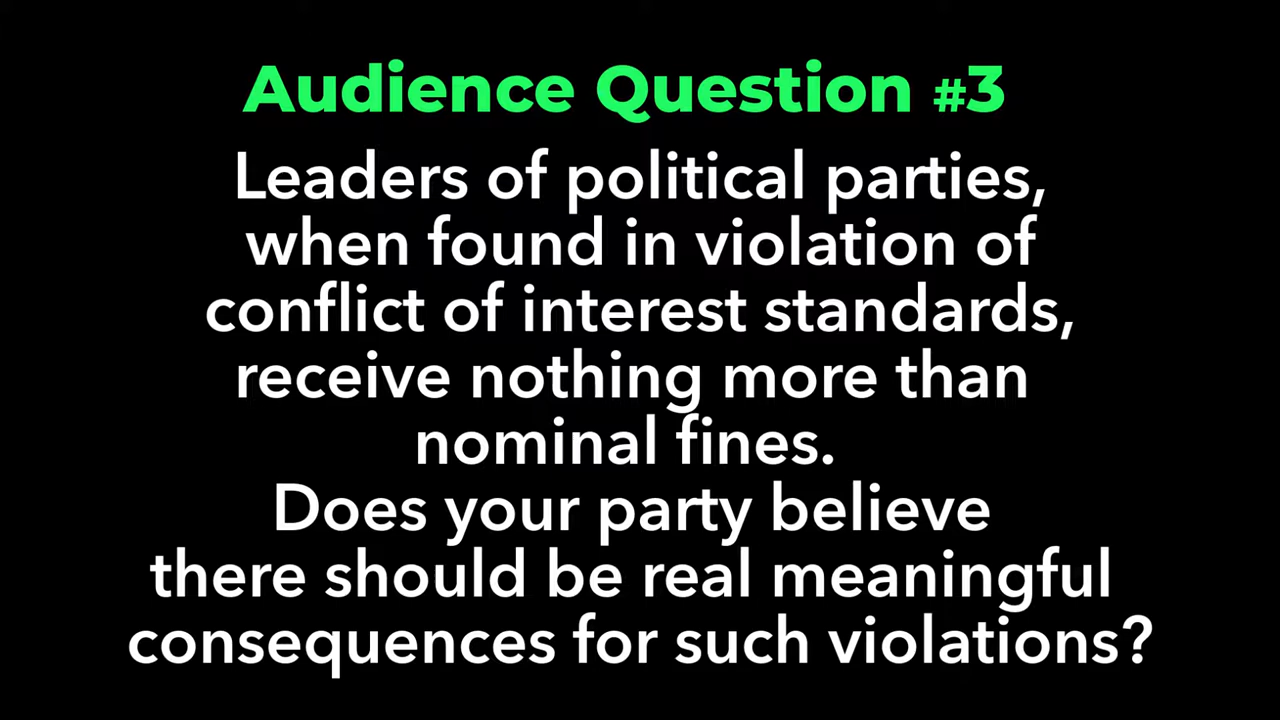 Audience Question #3
Leaders of political parties,
when found in violation of
conflict of interest standards,
receive nothing more than
nominal fines.
Does your party believe
there should be real meaningful
consequences for such violations?